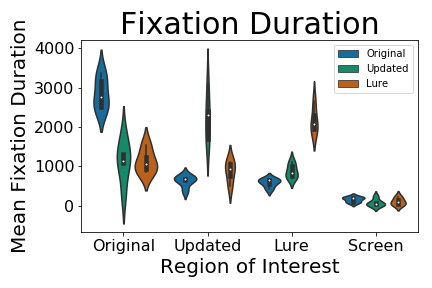 Fixation Duration
Mean Fixation Duration
4000
3000
2000
1000
0
Original
Updated
Lure
Original
Updated
Lure
Screen
Region of Interest